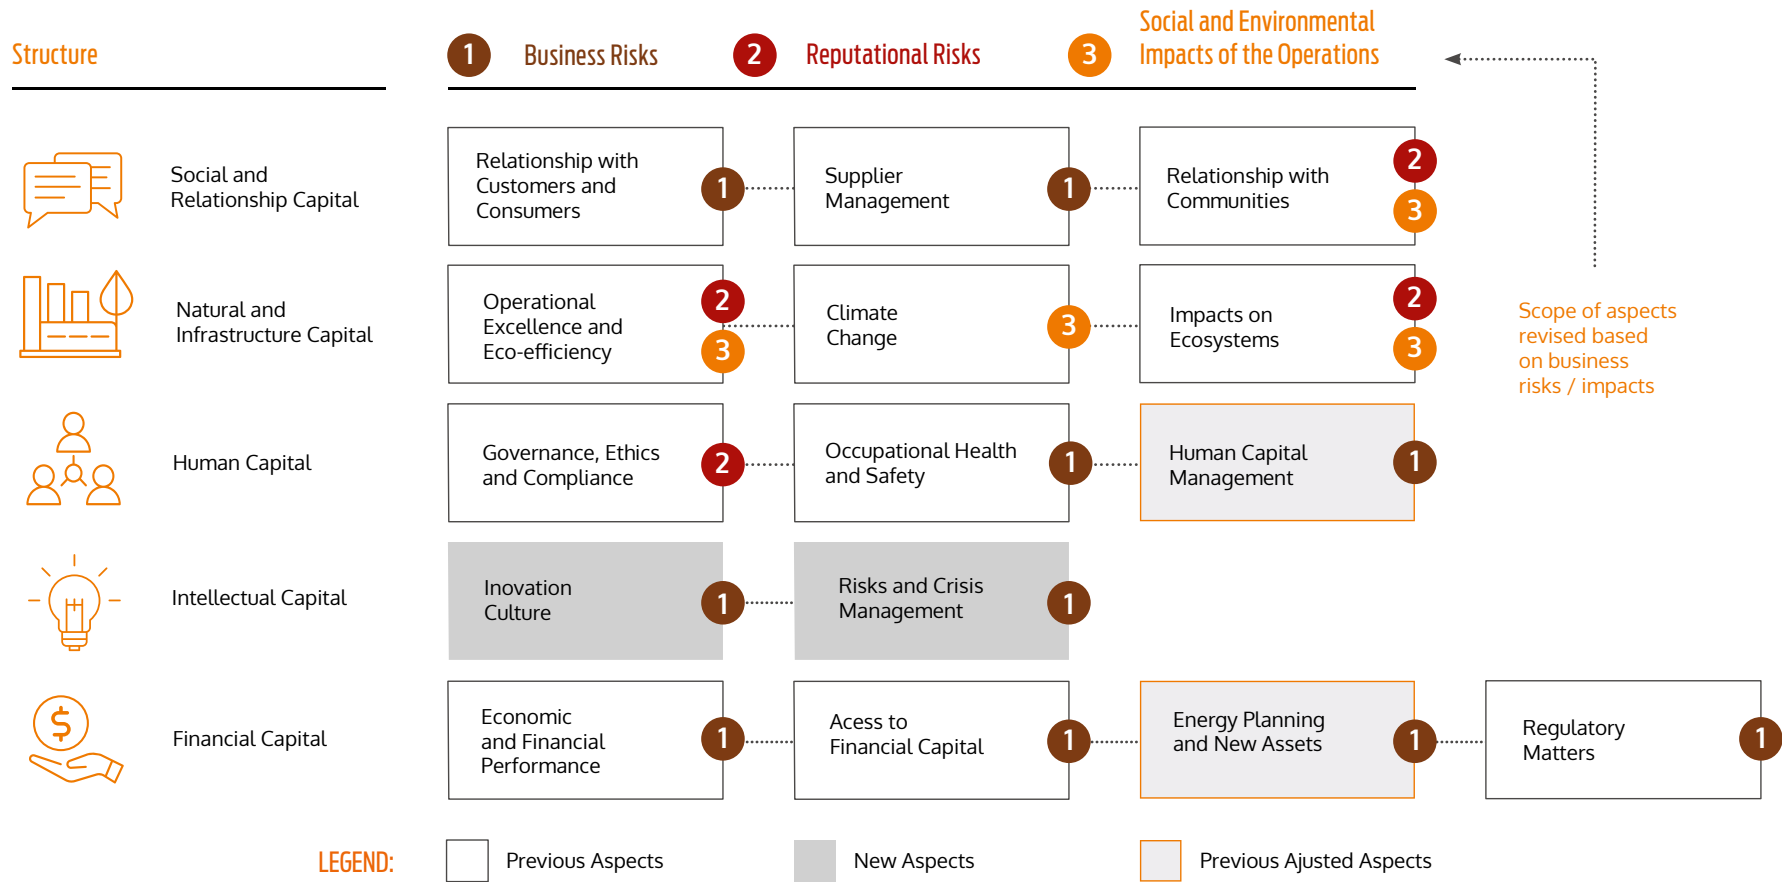 Structure
1 Business Risks
2 Reputational Risks
3 Social and Environmental
Impacts of the Operations
Social and
Relationship Capital
Relationship with
Customers and
Consumers
1
Supplier
Management
1
Relationship with
Communities
2
3
Natural and
Infrastructure Capital
Operational
Excellence and
Eco-efficiency
2
3
Climate
Change
3
Impacts on
Ecosystems
2
3
Scope of aspects
revised based
on business
risks / impacts
Human Capital
Governance, Ethics
and Compliance
2
Occupational Health
and Safety
1
Human Capital
Management
1
Intellectual Capital
Inovation
Culture
1
Risks and Crisis
Management
1
$
Financial Capital
Economic
and Financial
Performance
1
Acess to
Financial Capital
1
Energy Planning
and New Assets
1
Regulatory
Matters
1
LEGEND:
Previous Aspects
New Aspects
Previous Ajusted Aspects